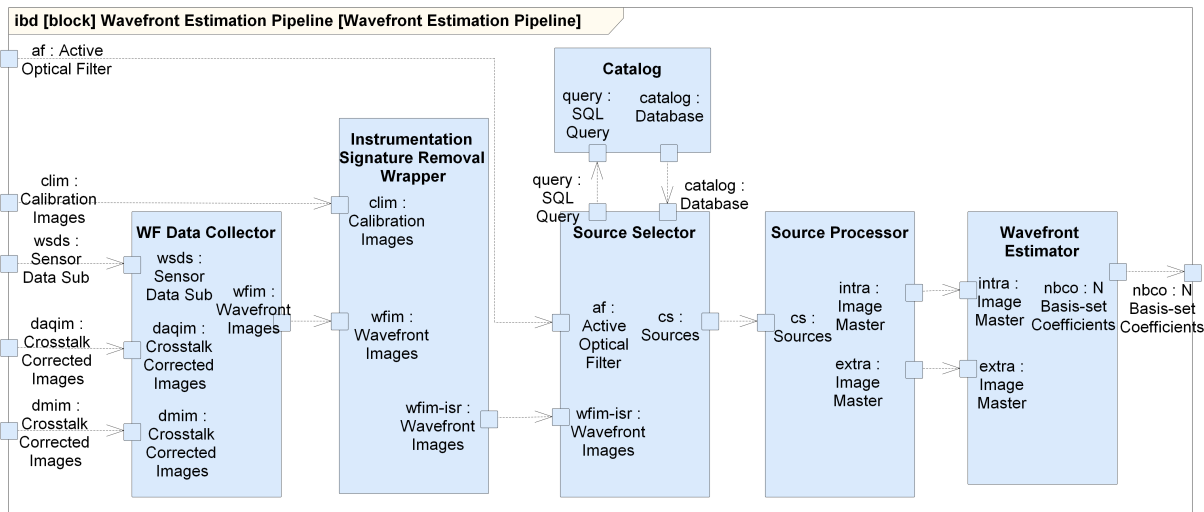 ibd [block] Wavefront Estimation Pipeline [Wavefront Estimation Pipeline]
af : Active
Optical Filter
clim :
Calibration
Images
wsds :
Sensor
Data Sub
daqim :
Crosstalk
Corrected
Images
dmim :
Crosstalk
Corrected
Images
WF Data Collector
wsds :
Sensor
Data Sub
daqim :
Crosstalk
Corrected
Images
dmim :
Crosstalk
Corrected
Images
wfim :
Wavefront
Images
Instrumentation
Signature Removal
Wrapper
clim :
Calibration
Images
wfim :
Wavefront
Images
wfim-isr :
Wavefront
Images
Catalog
query :
SQL
Query
catalog :
Database
query :
SQL
Query
catalog :
Database
Source Selector
af :
Active
Optical
Filter
cs :
Sources
wfim-isr :
Wavefront
Images
Source Processor
cs :
Sources
intra :
Image
Master
extra :
Image
Master
Wavefront
Estimator
intra :
Image
Master
extra :
Image
Master
nbco : N
Basis-set
Coefficients
nbco : N
Basis-set
Coefficients